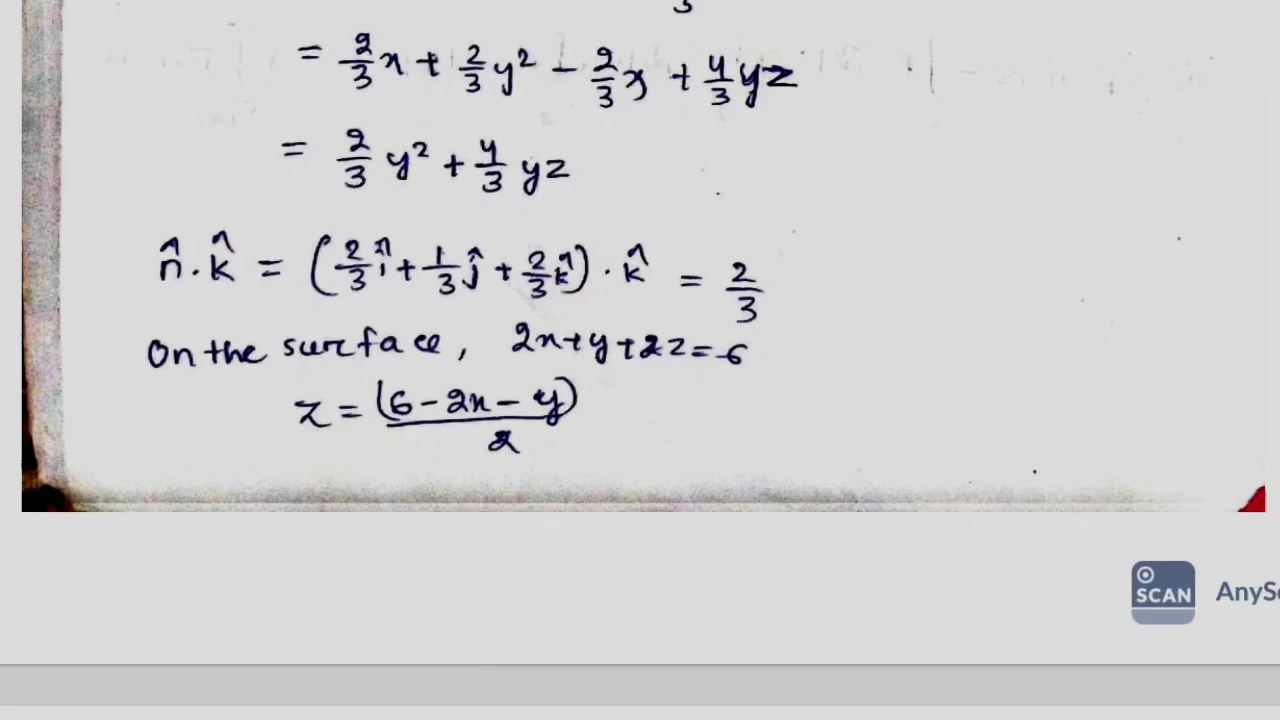 3
= 2/3 x + 2/3 y² - 2/3 x + 4/3 yz
= 2/3 y² + 4/3 yz
n̂ . k̂ = (2/3 î + 1/3 ĵ + 2/3 k̂) . k̂ = 2/3
On the surface, 2x+y+2z=6
z = (6-2x-y)/2
SCAN